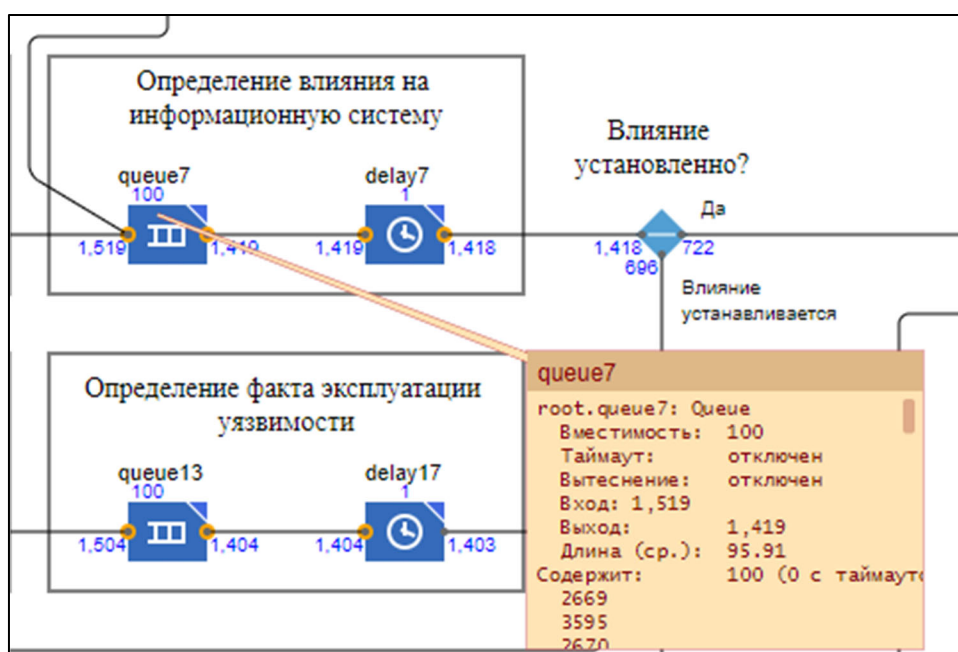 Определение влияния на
информационную систему
queue7
100
delay7
1
1,519
1,419
1,419
1,418
Влияние
установленно?
Да
1,418
722
696
Влияние
устанавливается
Определение факта эксплуатации
уязвимости
queue13
100
delay17
1
1,504
1,404
1,404
1,403
queue7
root.queue7: Queue
Вместимость: 100
Таймаут: отключен
Вытеснение: отключен
Вход: 1,519
Выход: 1,419
Длина (ср.): 95.91
Содержит: 100 (0 с таймауто
2669
3595
2670